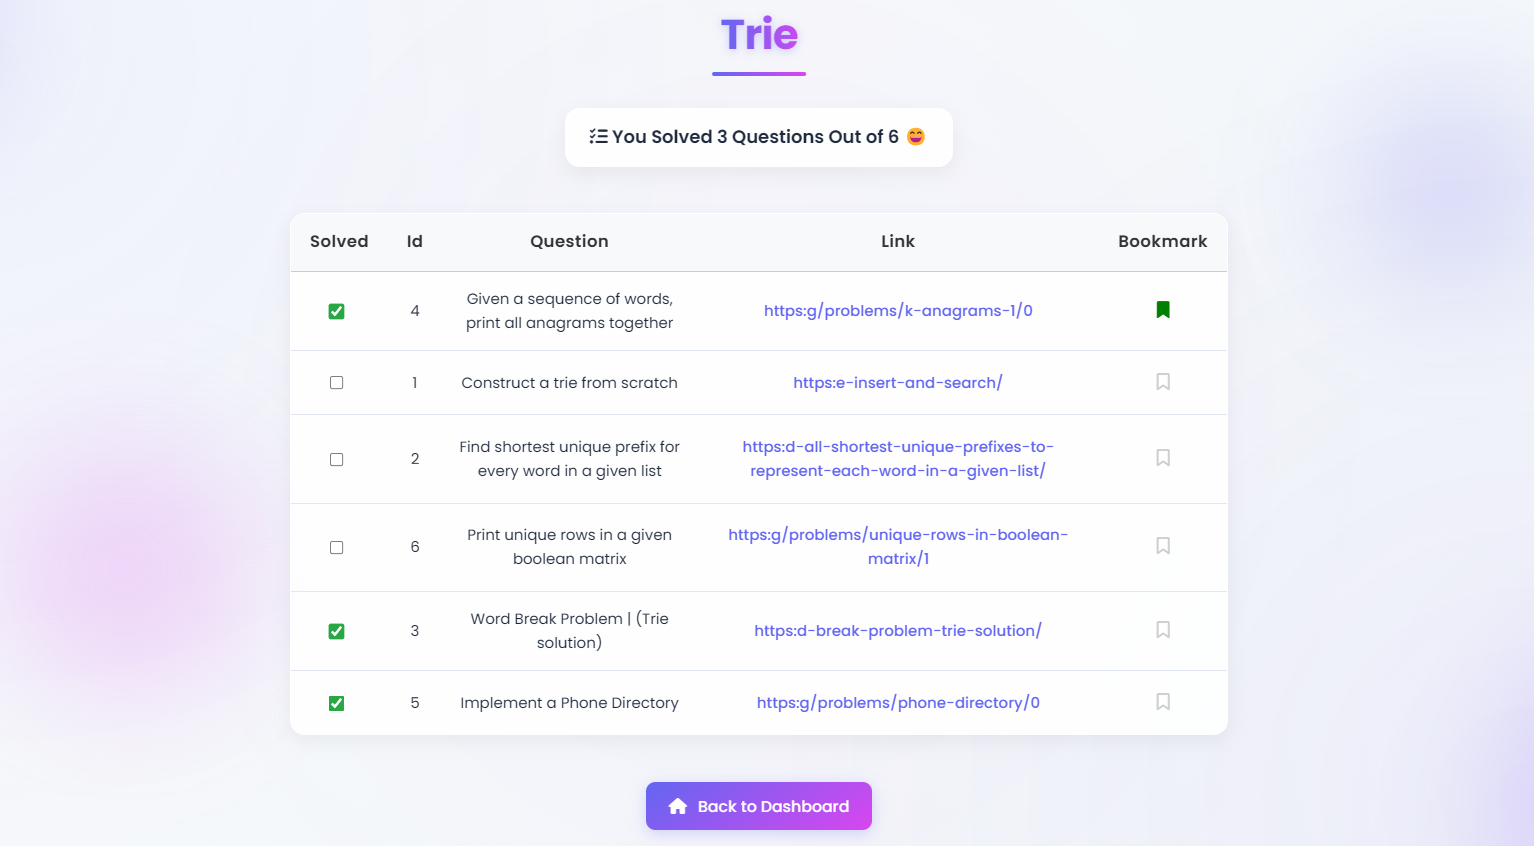 Trie
You Solved 3 Questions Out of 6 😄
Solved Id Question Link Bookmark
Given a sequence of words,
print all anagrams together
4
https:g/problems/k-anagrams-1/0
1 Construct a trie from scratch https:e-insert-and-search/
2
Find shortest unique prefix for
every word in a given list
https:d-all-shortest-unique-prefixes-to-
represent-each-word-in-a-given-list/
6
Print unique rows in a given
boolean matrix
https:g/problems/unique-rows-in-boolean-
matrix/1
3
Word Break Problem | (Trie
solution)
https:d-break-problem-trie-solution/
5 Implement a Phone Directory https:g/problems/phone-directory/0
Back to Dashboard